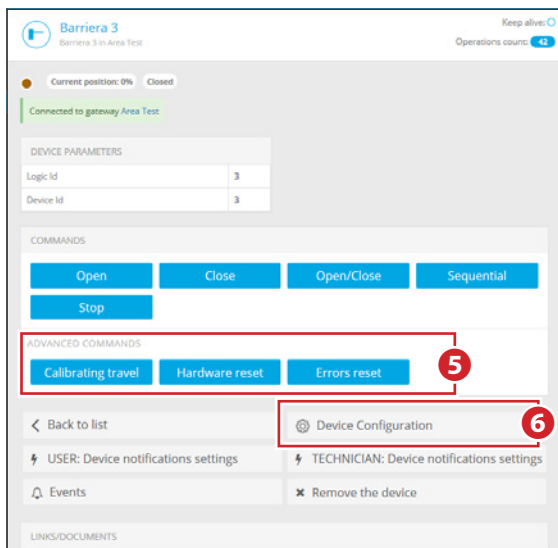 Barriera 3
Keep alive:
Barriera 3 in Area Test
Operations count: 42
Current position: 0% Closed
Connected to gateway Area Test
DEVICE PARAMETERS
Logic Id 3
Device Id 3
COMMANDS
Open Close Open/Close Sequential
Stop
ADVANCED COMMANDS
5
Calibrating travel Hardware reset Errors reset
Back to list Device Configuration 6
USER: Device notifications settings TECHNICIAN: Device notifications settings
Events Remove the device
LINKS/DOCUMENTS